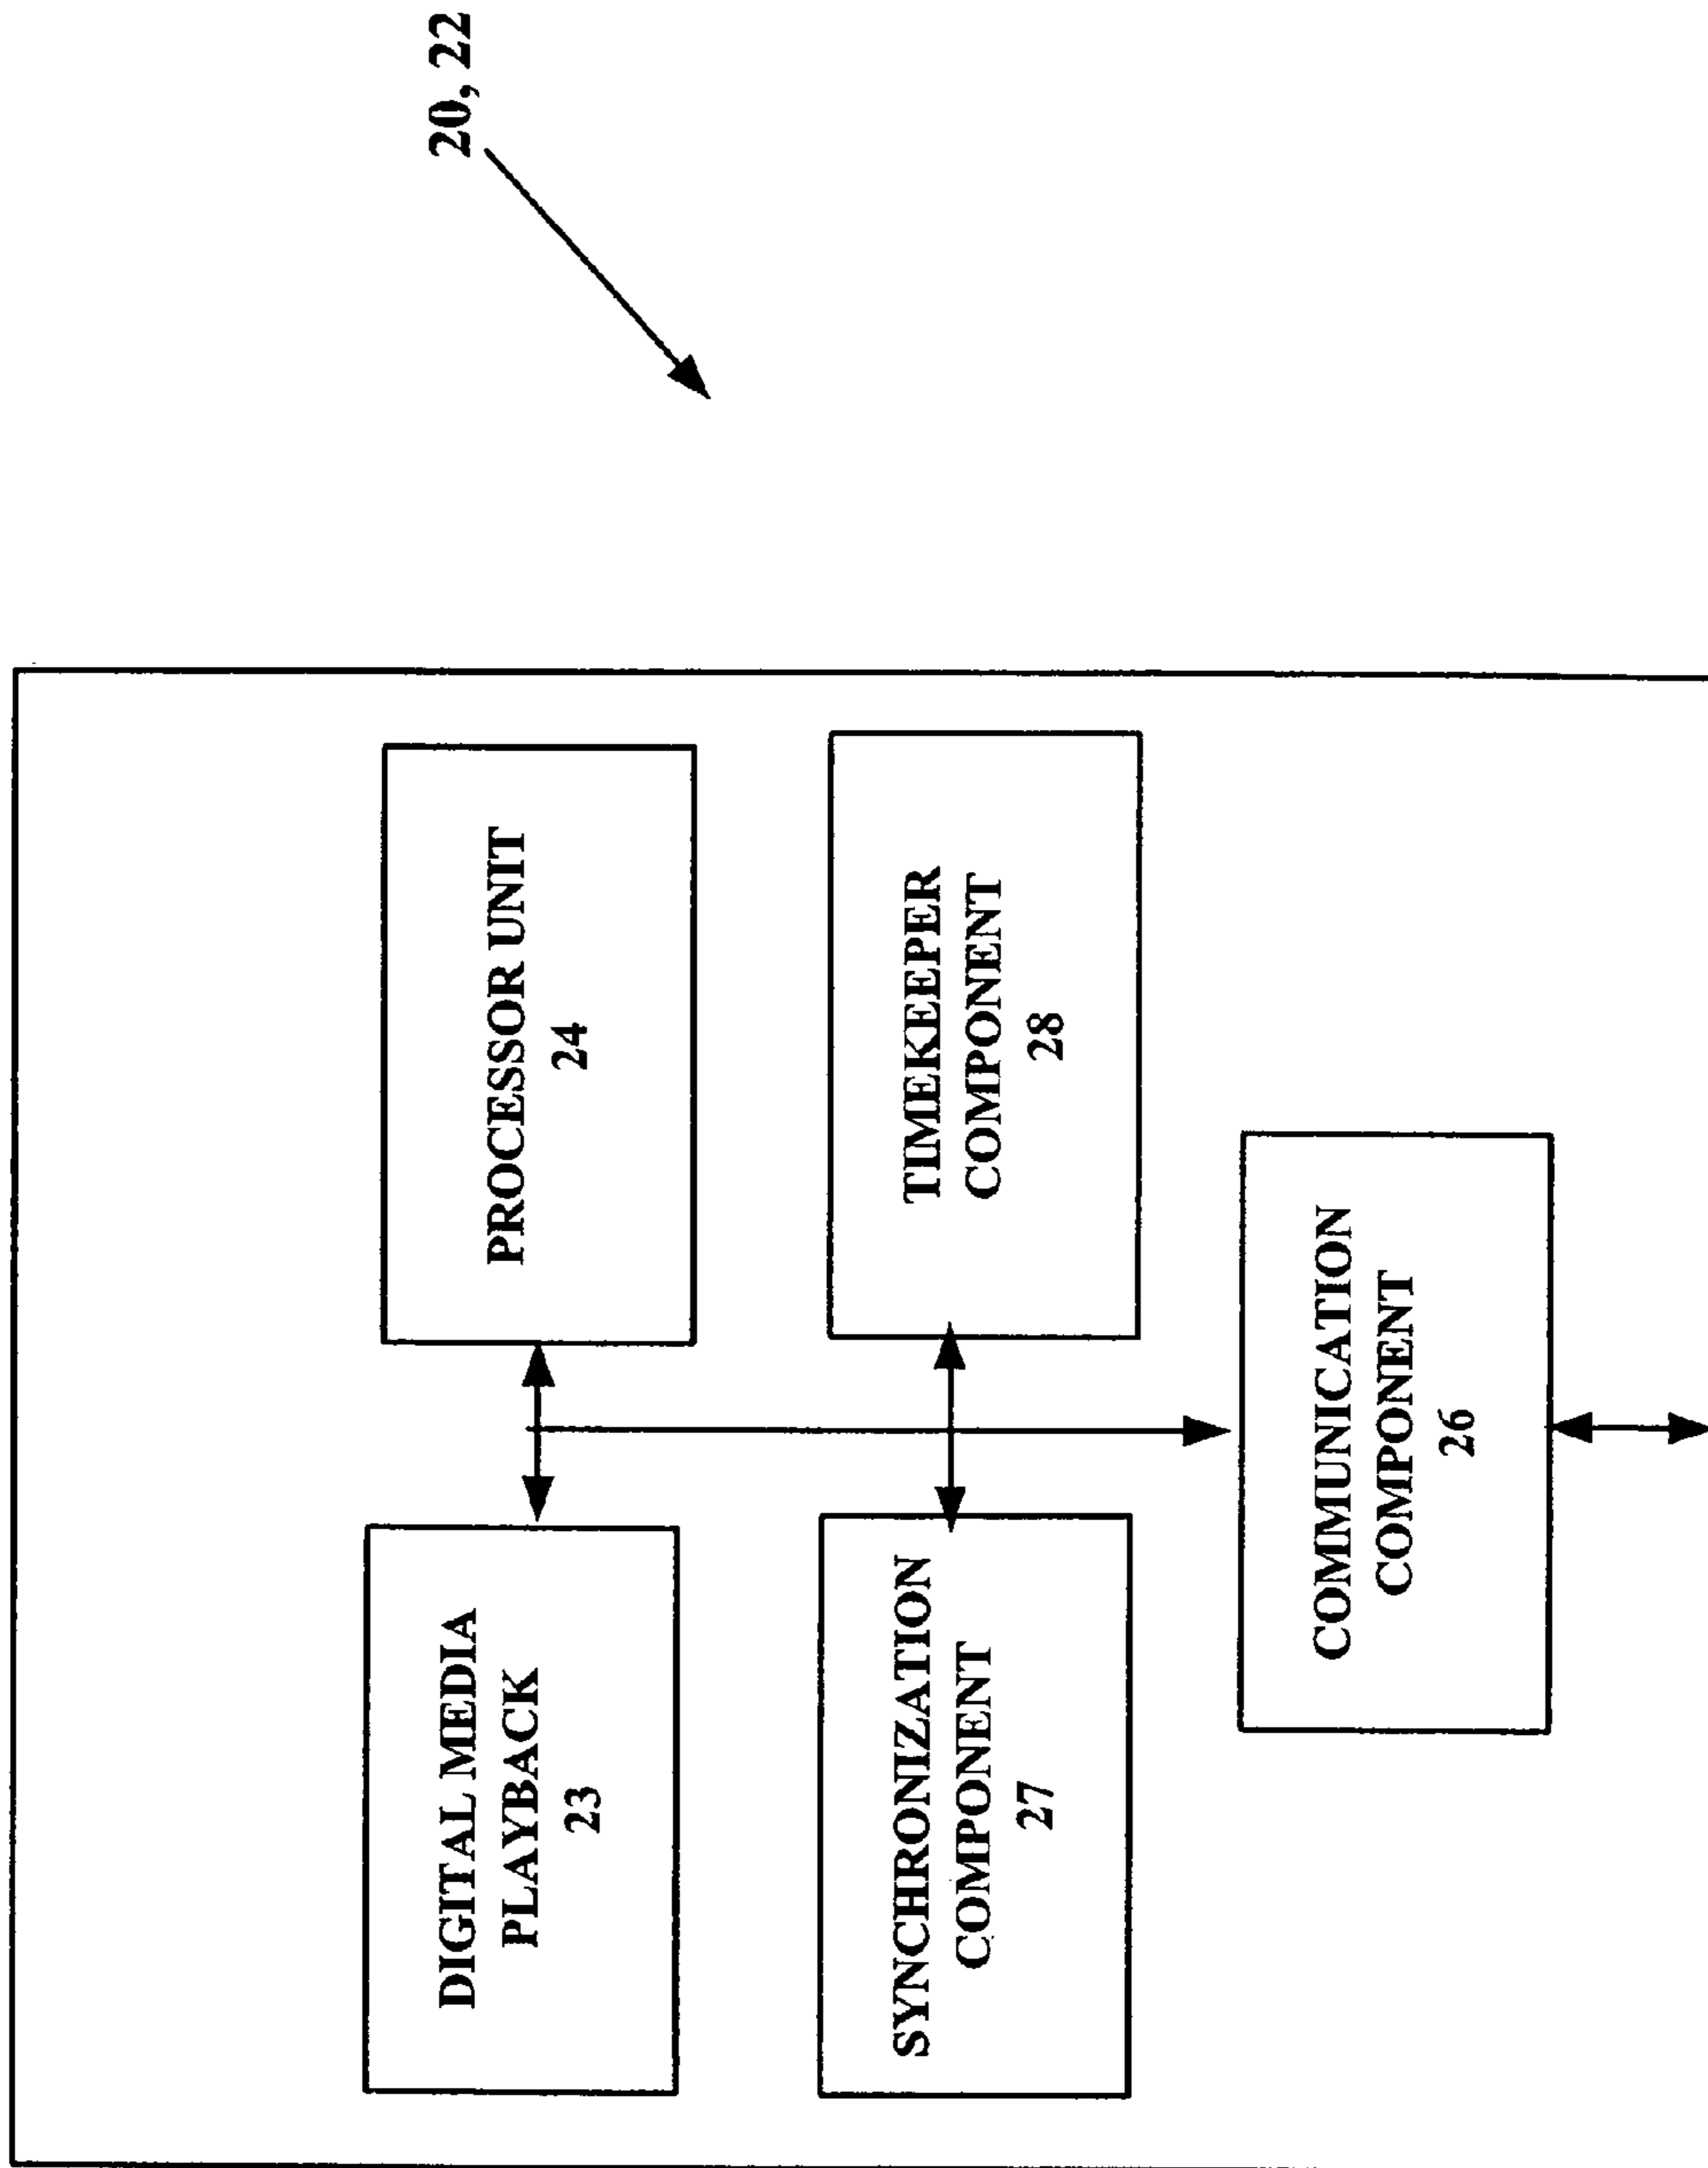 20, 22
DIGITAL MEDIA
PLAYBACK
23
PROCESSOR UNIT
24
SYNCHRONIZATION
COMPONENT
27
TIMEKEEPER
COMPONENT
28
COMMUNICATION
COMPONENT
26